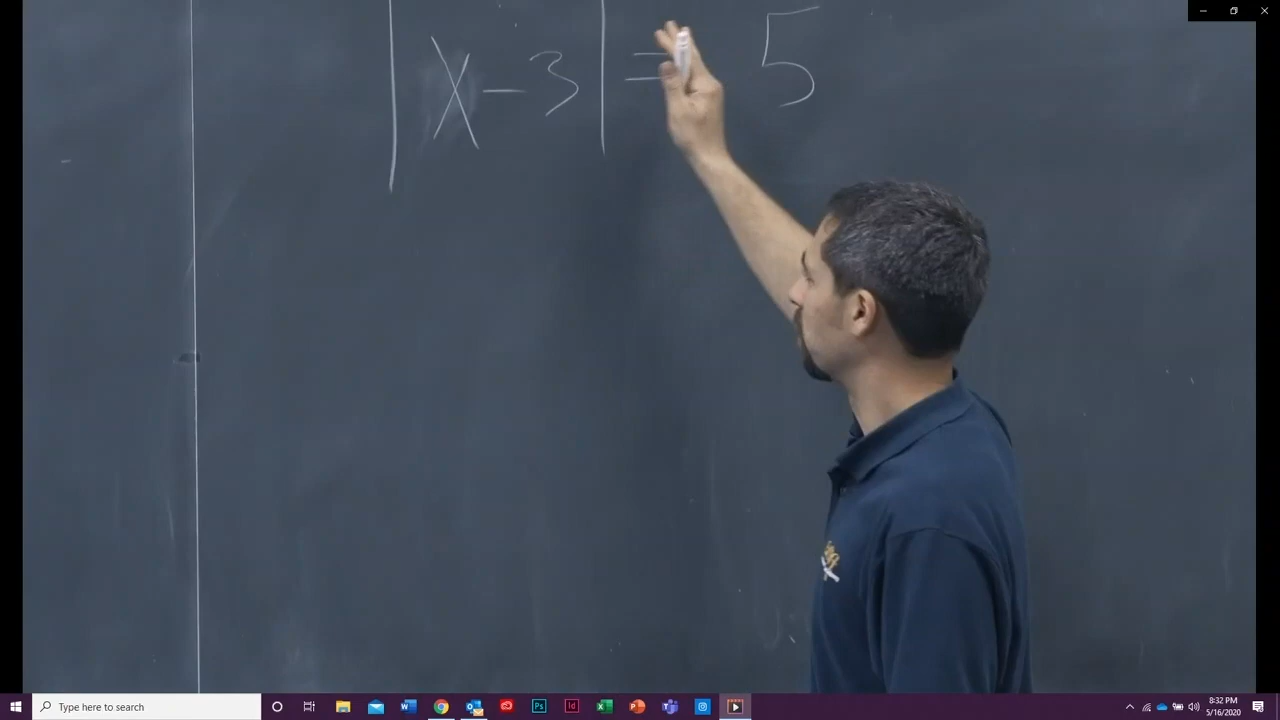 |x-3| = 5
Type here to search
8:32 PM
5/16/2020